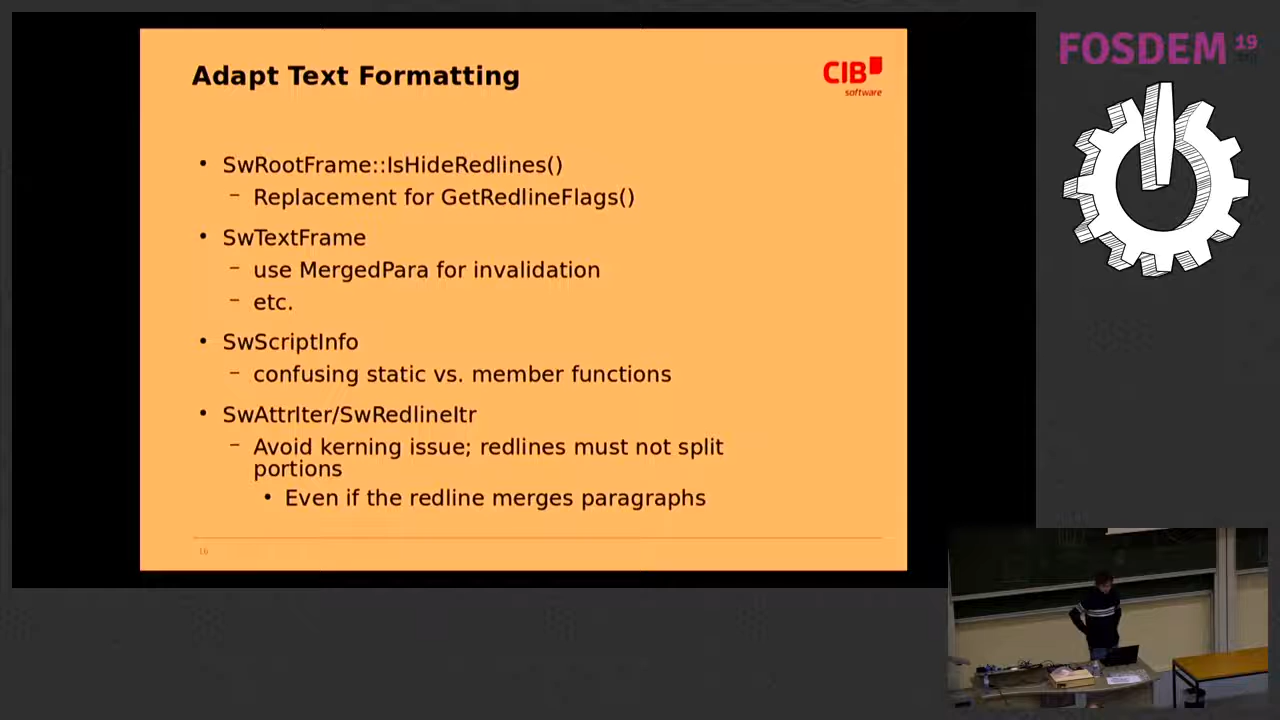 Adapt Text Formatting
CIB
software
• SwRootFrame::IsHideRedlines()
– Replacement for GetRedlineFlags()
• SwTextFrame
– use MergedPara for invalidation
– etc.
• SwScriptInfo
– confusing static vs. member functions
• SwAttrIter/SwRedlineItr
– Avoid kerning issue; redlines must not split
portions
• Even if the redline merges paragraphs
16
FOSDEM 19